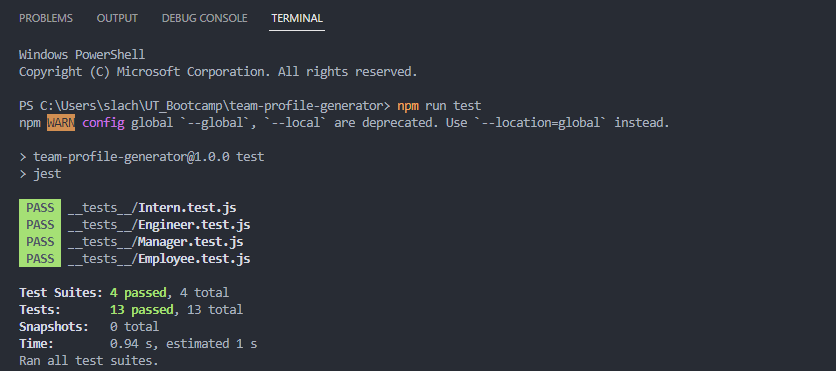 PROBLEMS OUTPUT DEBUG CONSOLE TERMINAL
Windows PowerShell
Copyright (C) Microsoft Corporation. All rights reserved.
PS C:\Users\slach\UT_Bootcamp\team-profile-generator> npm run test
npm WARN config global `--global`, `--local` are deprecated. Use `--location=global` instead.
> team-profile-generator@1.0.0 test
> jest
PASS __tests__/Intern.test.js
PASS __tests__/Engineer.test.js
PASS __tests__/Manager.test.js
PASS __tests__/Employee.test.js
Test Suites: 4 passed, 4 total
Tests: 13 passed, 13 total
Snapshots: 0 total
Time: 0.94 s, estimated 1 s
Ran all test suites.